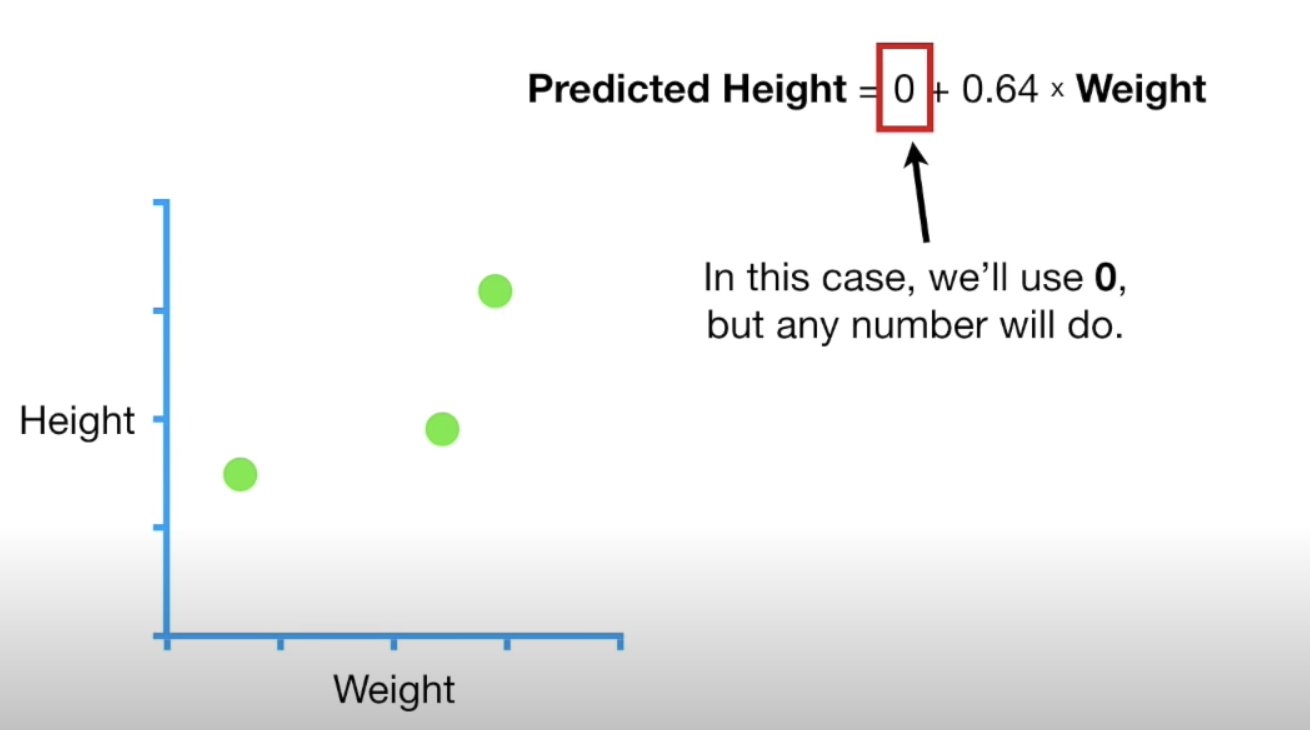 Predicted Height = 0 + 0.64 × Weight
In this case, we'll use 0,
but any number will do.
Height
Weight